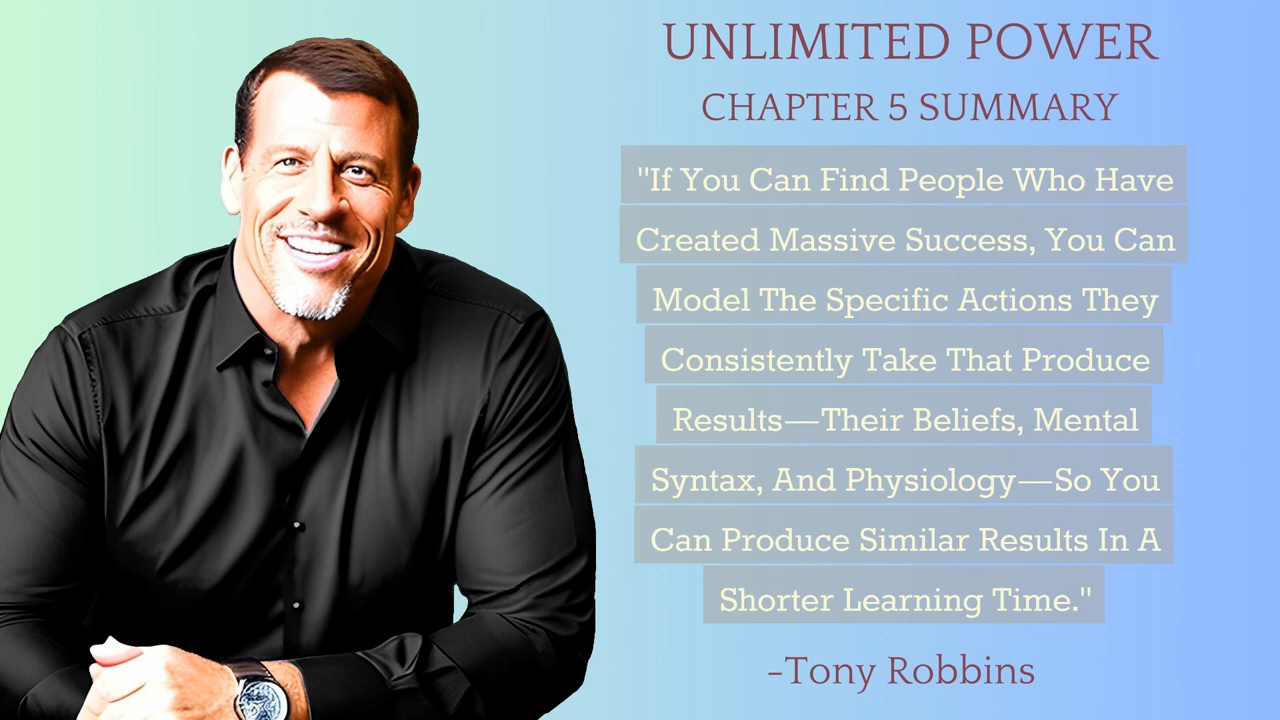 UNLIMITED POWER
CHAPTER 5 SUMMARY
"If You Can Find People Who Have
Created Massive Success, You Can
Model The Specific Actions They
Consistently Take That Produce
Results—Their Beliefs, Mental
Syntax, And Physiology—So You
Can Produce Similar Results In A
Shorter Learning Time."
-Tony Robbins